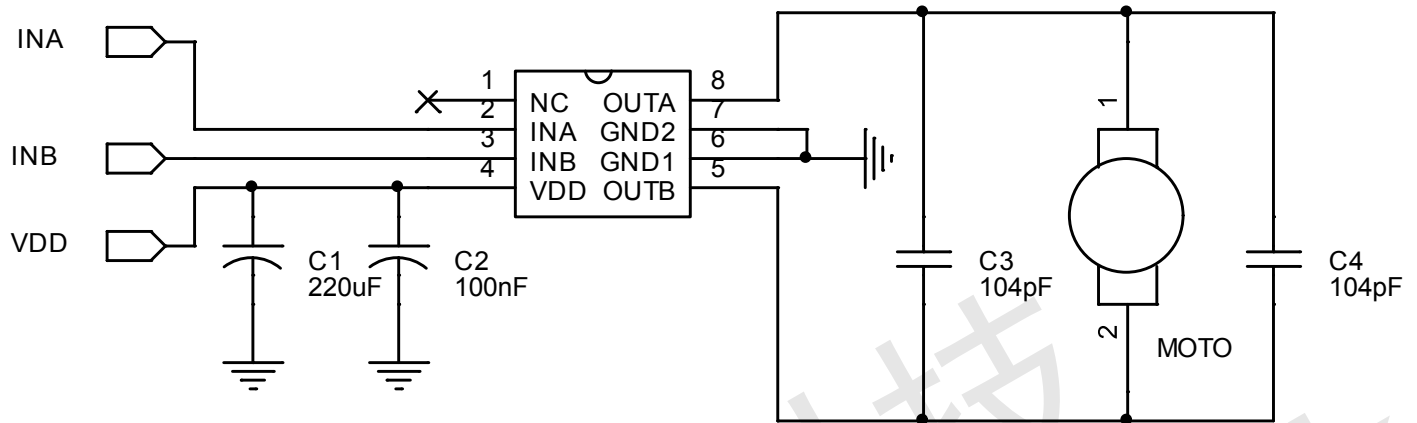 INA
INB
VDD
1
2
3
4
NC
INA
INB
VDD
OUTA
GND2
GND1
OUTB
8
7
6
5
C1
220uF
C2
100nF
C3
104pF
1
2
MOTO
C4
104pF
技